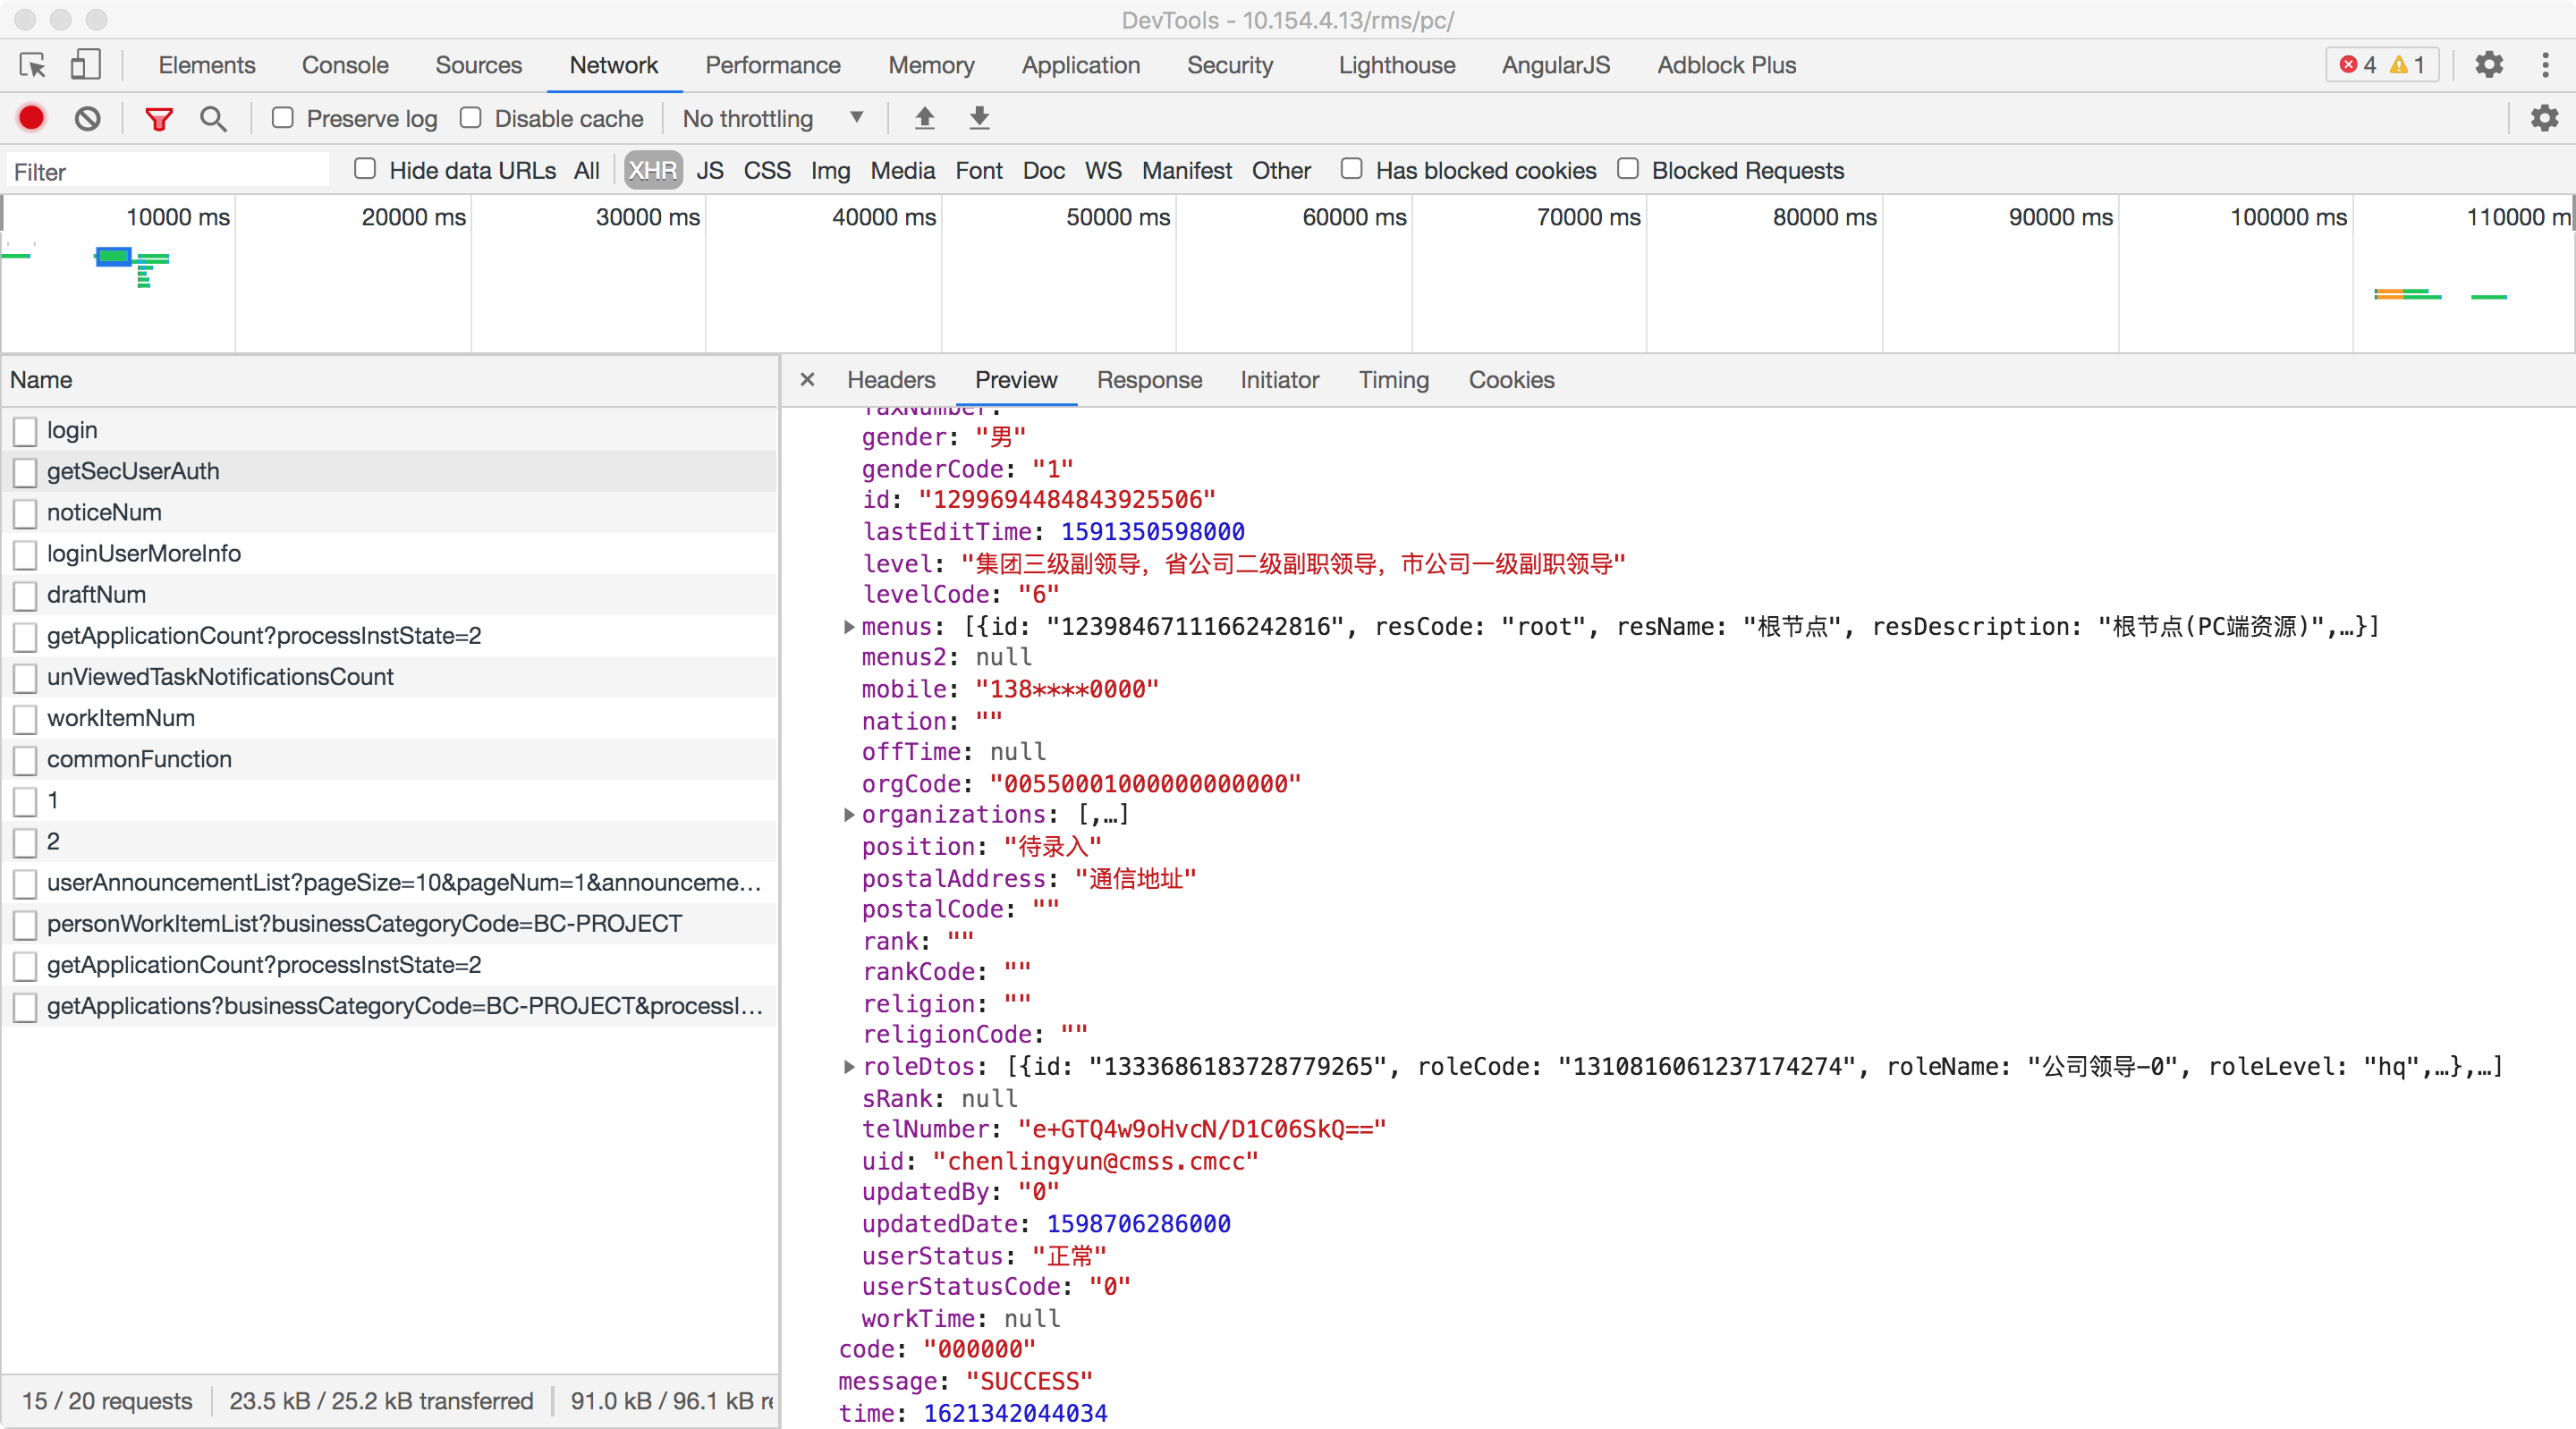 DevTools - 10.154.4.13/rms/pc/
Elements Console Sources Network Performance Memory Application Security Lighthouse AngularJS Adblock Plus 4 1
Preserve log Disable cache No throttling
Filter Hide data URLs All XHR JS CSS Img Media Font Doc WS Manifest Other Has blocked cookies Blocked Requests
10000 ms 20000 ms 30000 ms 40000 ms 50000 ms 60000 ms 70000 ms 80000 ms 90000 ms 100000 ms 110000 m
Name
login
getSecUserAuth
noticeNum
loginUserMoreInfo
draftNum
getApplicationCount?processInstState=2
unViewedTaskNotificationsCount
workItemNum
commonFunction
1
2
userAnnouncementList?pageSize=10&pageNum=1&announceme…
personWorkItemList?businessCategoryCode=BC-PROJECT
getApplicationCount?processInstState=2
getApplications?businessCategoryCode=BC-PROJECT&processI…
15 / 20 requests 23.5 kB / 25.2 kB transferred 91.0 kB / 96.1 kB re
× Headers Preview Response Initiator Timing Cookies
faxNumber:
gender: "男"
genderCode: "1"
id: "1299694484843925506"
lastEditTime: 1591350598000
level: "集团三级副领导，省公司二级副职领导，市公司一级副职领导"
levelCode: "6"
menus: [{id: "1239846711166242816", resCode: "root", resName: "根节点", resDescription: "根节点(PC端资源)",…}]
menus2: null
mobile: "138****0000"
nation: ""
offTime: null
orgCode: "00550001000000000000"
organizations: [,…]
position: "待录入"
postalAddress: "通信地址"
postalCode: ""
rank: ""
rankCode: ""
religion: ""
religionCode: ""
roleDtos: [{id: "1333686183728779265", roleCode: "1310816061237174274", roleName: "公司领导-0", roleLevel: "hq",…},…]
sRank: null
telNumber: "e+GTQ4w9oHvcN/D1C06SkQ=="
uid: "chenlingyun@cmss.cmcc"
updatedBy: "0"
updatedDate: 1598706286000
userStatus: "正常"
userStatusCode: "0"
workTime: null
code: "000000"
message: "SUCCESS"
time: 1621342044034